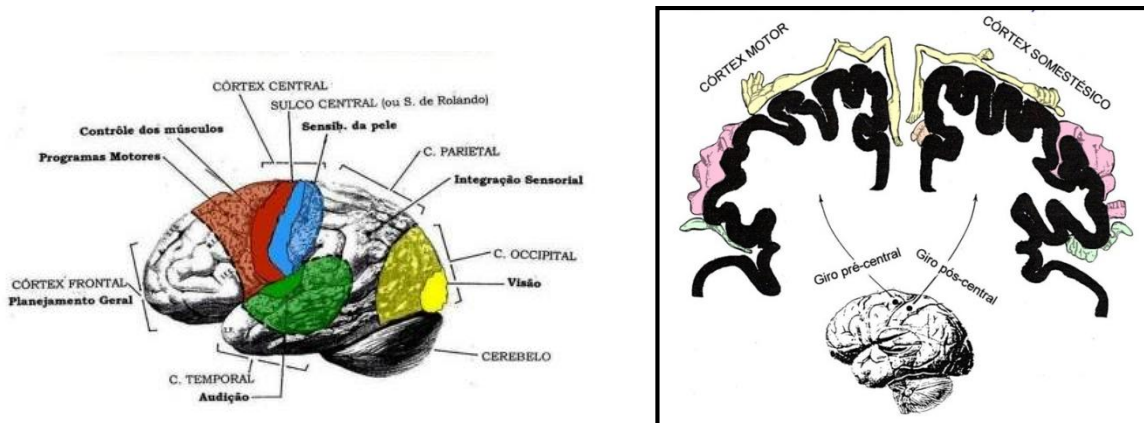 CÓRTEX CENTRAL
SULCO CENTRAL (ou S. de Rolando)
Contrôle dos músculos
Sensib. da pele
Programas Motores
C. PARIETAL
Integração Sensorial
C. OCCIPITAL
Visão
CÓRTEX FRONTAL
Planejamento Geral
CEREBELO
C. TEMPORAL
Audição
CÓRTEX MOTOR
CÓRTEX SOMESTÉSICO
Giro pré-central
Giro pós-central